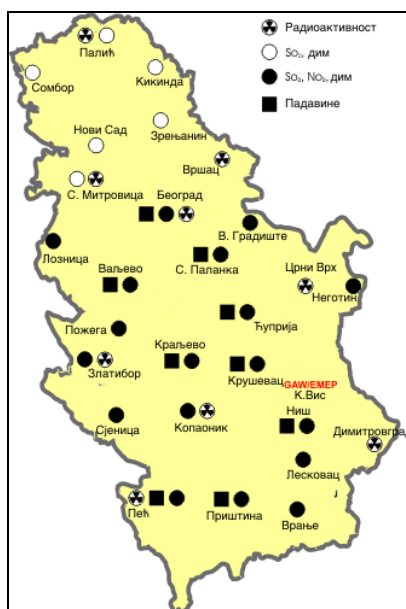 Радиоактивност
SO₂, дим
SO₂, NO₂, дим
Падавине
Палић
Сомбор
Кикинда
Нови Сад
Зрењанин
Вршац
С. Митровица
Београд
В. Градиште
Лозница
Ваљево
С. Паланка
Црни Врх
Неготин
Пожега
Ћуприја
Златибор
Краљево
Крушевац
GAW/EMEP
К.Вис
Сјеница
Копаоник
Ниш
Димитровград
Лесковац
Пећ
Приштина
Врање